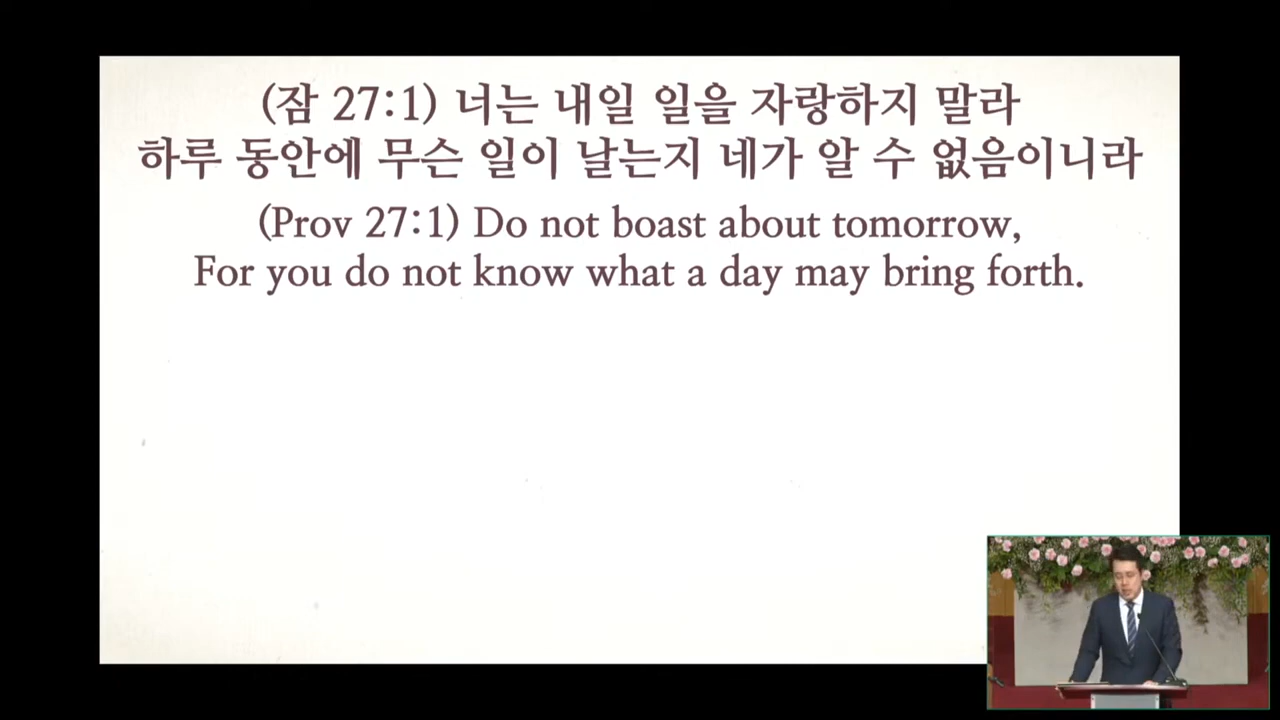 (잠 27:1) 너는 내일 일을 자랑하지 말라
하루 동안에 무슨 일이 날는지 네가 알 수 없음이니라
(Prov 27:1) Do not boast about tomorrow,
For you do not know what a day may bring forth.